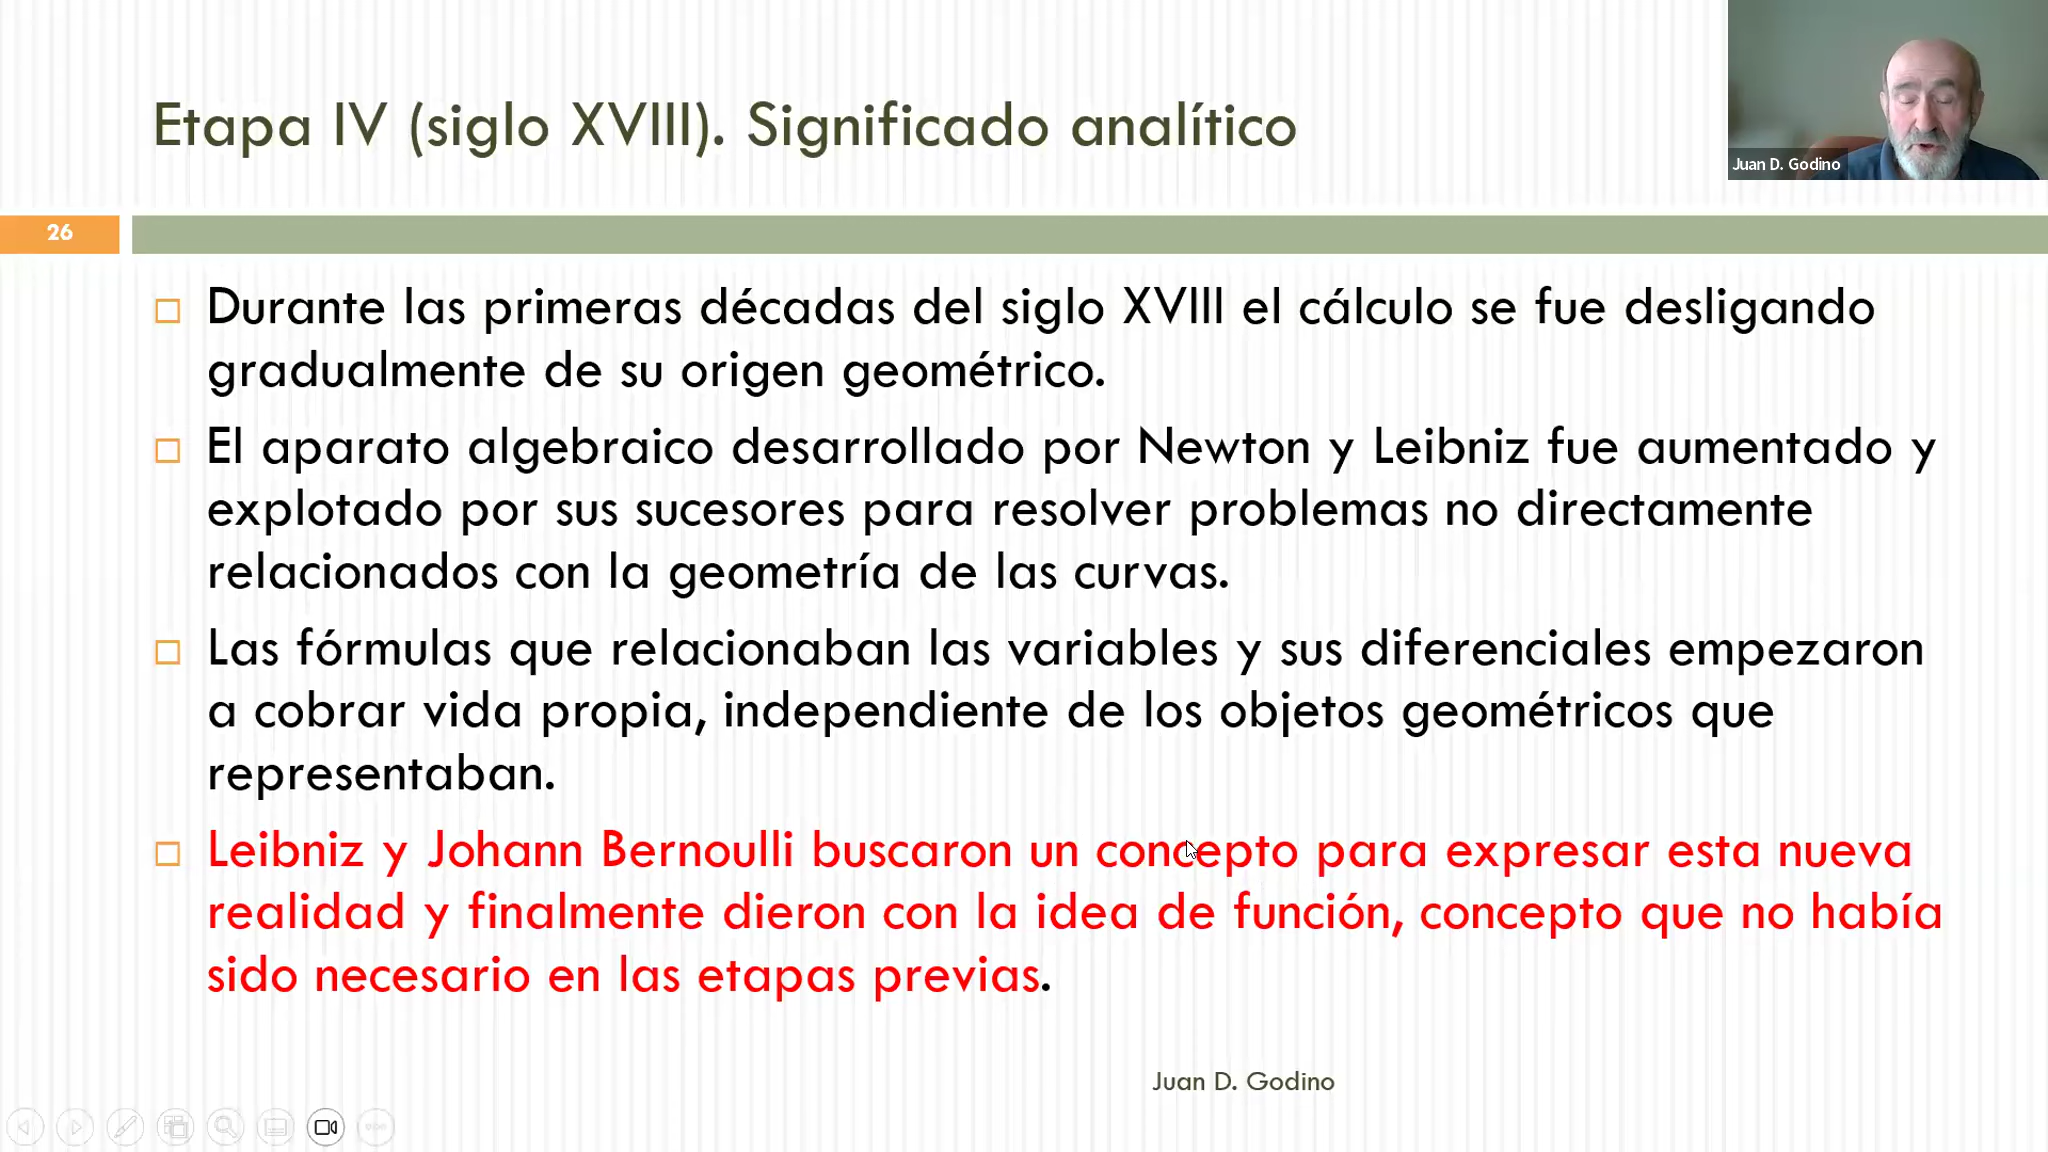 Etapa IV (siglo XVIII). Significado analítico
Juan D. Godino
26
Durante las primeras décadas del siglo XVIII el cálculo se fue desligando
gradualmente de su origen geométrico.
El aparato algebraico desarrollado por Newton y Leibniz fue aumentado y
explotado por sus sucesores para resolver problemas no directamente
relacionados con la geometría de las curvas.
Las fórmulas que relacionaban las variables y sus diferenciales empezaron
a cobrar vida propia, independiente de los objetos geométricos que
representaban.
Leibniz y Johann Bernoulli buscaron un concepto para expresar esta nueva
realidad y finalmente dieron con la idea de función, concepto que no había
sido necesario en las etapas previas.
Juan D. Godino